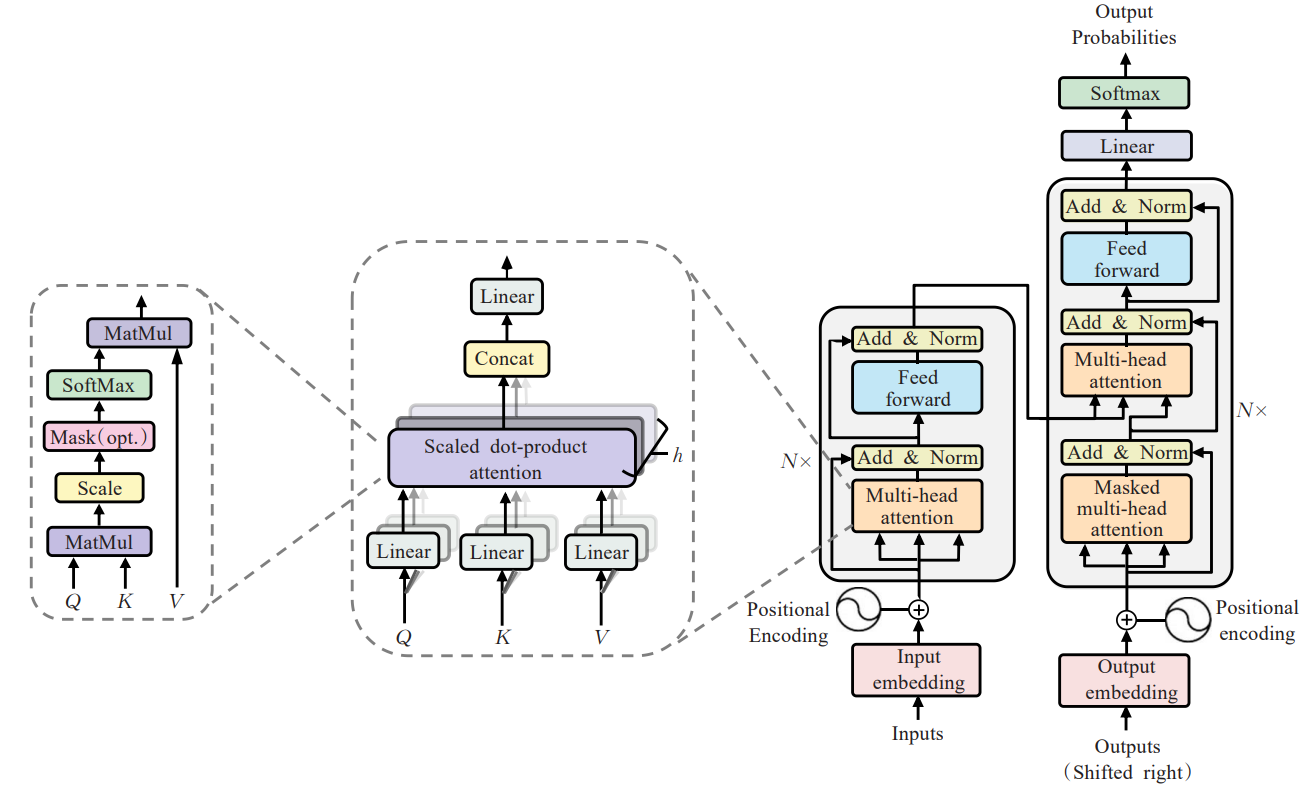 MatMul
SoftMax
Mask(opt.)
Scale
MatMul
Q K V
Linear
Concat
Scaled dot-product
attention
h
Linear Linear Linear
Q K V
Add & Norm
Feed
forward
N×
Add & Norm
Multi-head
attention
Positional
Encoding
Input
embedding
Inputs
Output
Probabilities
Softmax
Linear
Add & Norm
Feed
forward
Add & Norm
Multi-head
attention
N×
Add & Norm
Masked
multi-head
attention
Positional
encoding
Output
embedding
Outputs
(Shifted right)